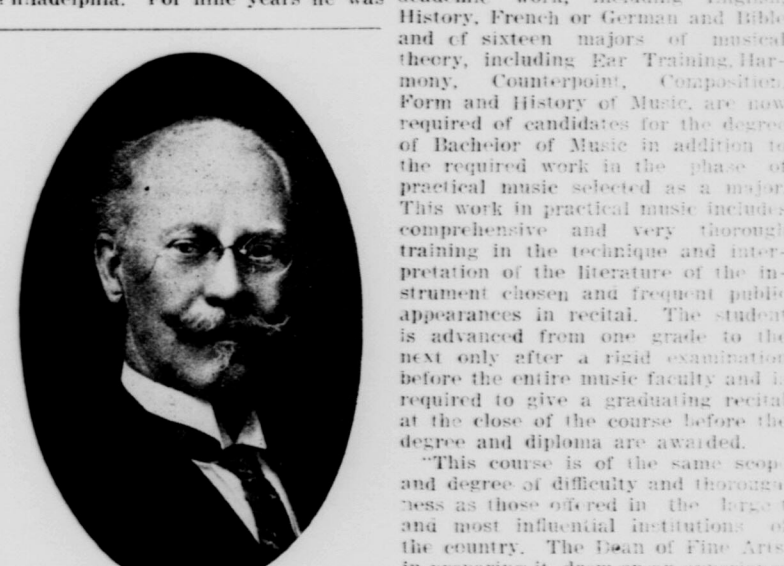 Philadelphia. For nine years he was
academic work, including English
History, French or German and Bible
and of sixteen majors of musical
theory, including Ear Training, Har-
mony, Counterpoint, Composition,
Form and History of Music, are now
required of candidates for the degree
of Bachelor of Music in addition to
the required work in the phase of
practical music selected as a major
This work in practical music includes
comprehensive and very thorough
training in the technique and inter-
pretation of the literature of the in-
strument chosen and frequent public
appearances in recital. The student
is advanced from one grade to the
next only after a rigid examination
before the entire music faculty and is
required to give a graduating recital
at the close of the course before the
degree and diploma are awarded.
"This course is of the same scope
and degree of difficulty and thorough-
ness as those offered in the largest
and most influential institutions of
the country. The Dean of Fine Arts
in preparing it